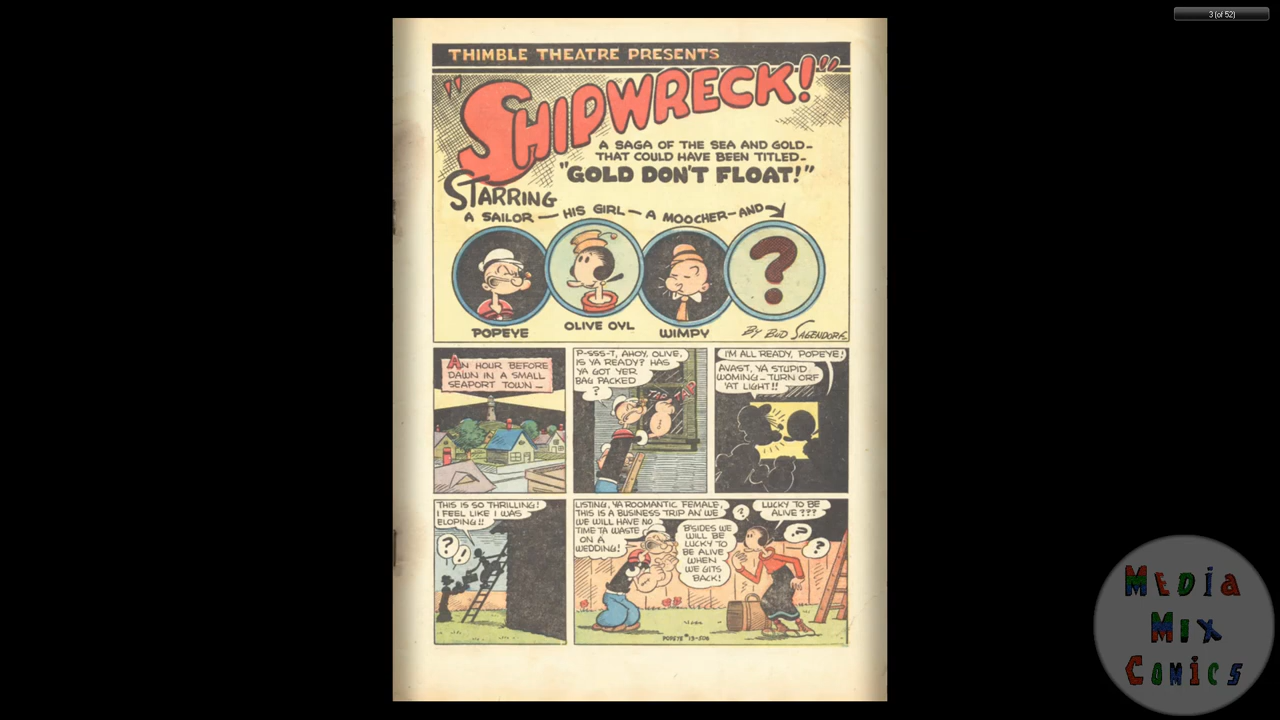 3 (of 52)
THIMBLE THEATRE PRESENTS
"SHIPWRECK!"
A SAGA OF THE SEA AND GOLD-
THAT COULD HAVE BEEN TITLED-
"GOLD DON'T FLOAT!"
STARRING
A SAILOR — HIS GIRL — A MOOCHER-AND
?
POPEYE
OLIVE OYL
WIMPY
BY BUD SAGENDORF
AN HOUR BEFORE
DAWN IN A SMALL
SEAPORT TOWN —
P-SSS-T, AHOY, OLIVE,
IS YA READY? HAS
YA GOT YER
BAG PACKED
?
TAP TAP
I'M ALL READY, POPEYE!
AVAST, YA STUPID
WOMING - TURN ORF
'AT LIGHT!!
THIS IS SO THRILLING!
I FEEL LIKE I WAS
ELOPING!!
?!
LISTING, YA ROOMANTIC FEMALE,
THIS IS A BUSINESS TRIP AN' WE
WE WILL HAVE NO
TIME TA WASTE
ON A
WEDDING!
B'SIDES WE
WILL BE
LUCKY TO
BE ALIVE
WHEN
WE GITS
BACK!
?
LUCKY TO BE
ALIVE ???
?
?
POPEYE #13-5UN
MEDiA
MiX
COMiCS